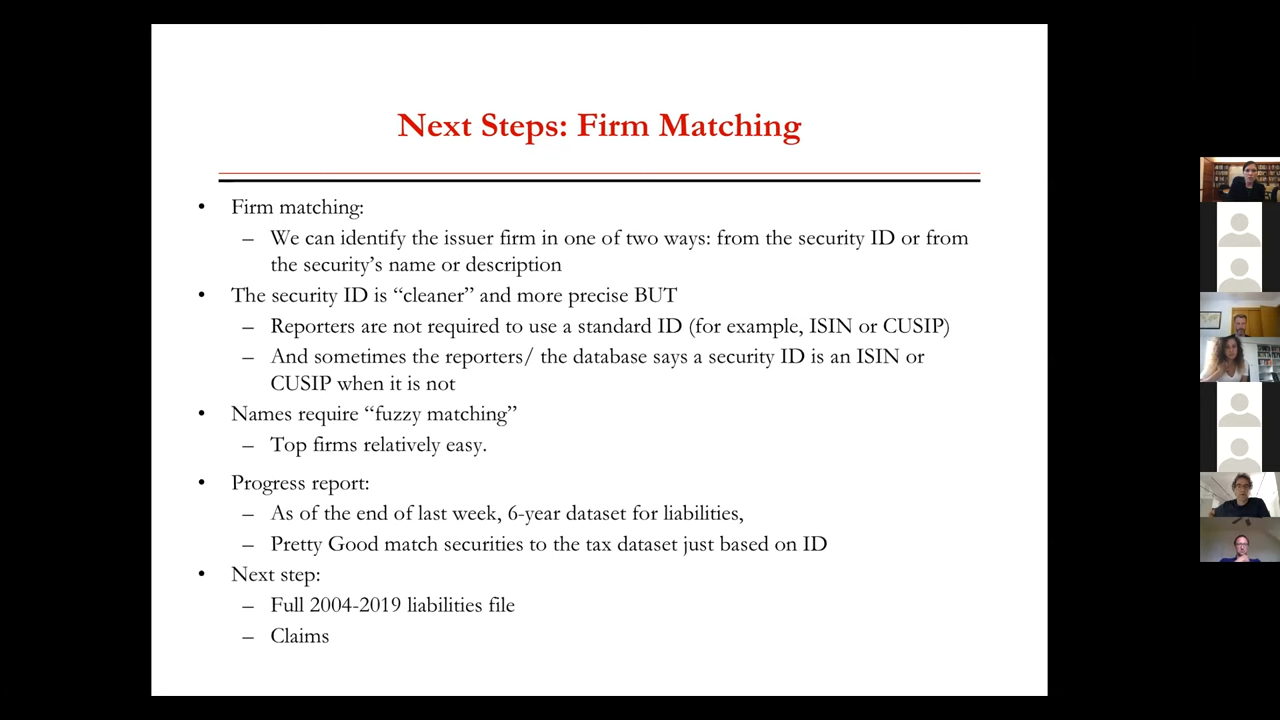 Next Steps: Firm Matching
• Firm matching:
– We can identify the issuer firm in one of two ways: from the security ID or from
the security’s name or description
• The security ID is “cleaner” and more precise BUT
– Reporters are not required to use a standard ID (for example, ISIN or CUSIP)
– And sometimes the reporters/ the database says a security ID is an ISIN or
CUSIP when it is not
• Names require “fuzzy matching”
– Top firms relatively easy.
• Progress report:
– As of the end of last week, 6-year dataset for liabilities,
– Pretty Good match securities to the tax dataset just based on ID
• Next step:
– Full 2004-2019 liabilities file
– Claims